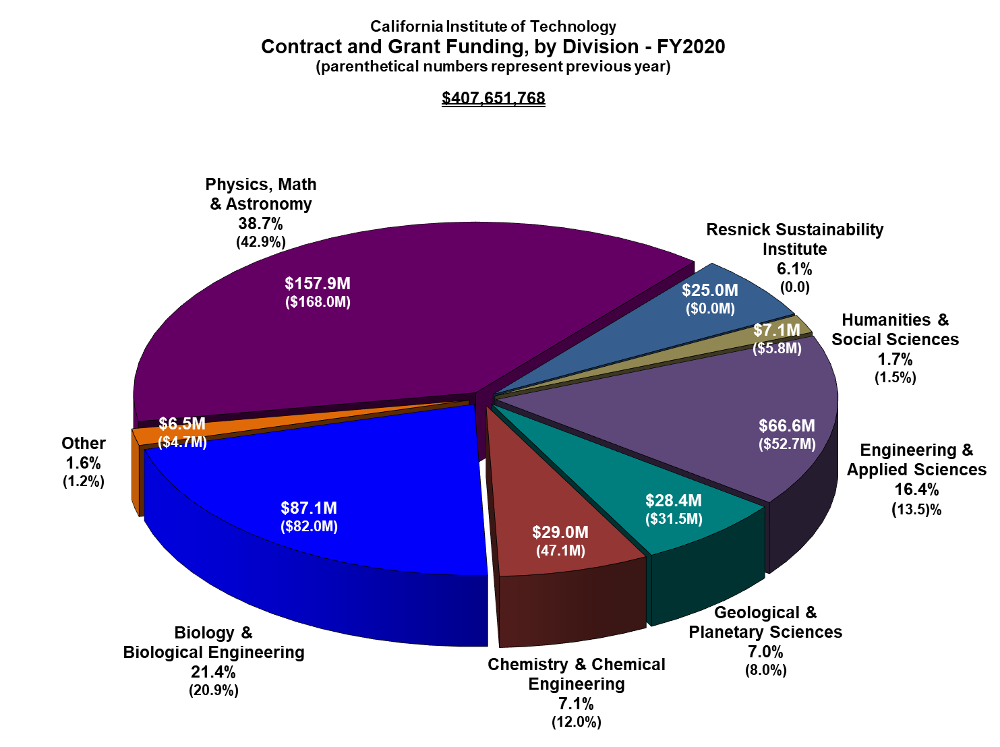 California Institute of Technology
Contract and Grant Funding, by Division - FY2020
(parenthetical numbers represent previous year)
$407,651,768
Physics, Math
& Astronomy
38.7%
(42.9%)
$157.9M
($168.0M)
Resnick Sustainability
Institute
6.1%
(0.0)
$25.0M
($0.0M)
Humanities &
Social Sciences
1.7%
(1.5%)
$7.1M
($5.8M)
$66.6M
($52.7M)
Engineering &
Applied Sciences
16.4%
(13.5)%
$6.5M
($4.7M)
Other
1.6%
(1.2%)
$87.1M
($82.0M)
$29.0M
(47.1M)
$28.4M
($31.5M)
Geological &
Planetary Sciences
7.0%
(8.0%)
Biology &
Biological Engineering
21.4%
(20.9%)
Chemistry & Chemical
Engineering
7.1%
(12.0%)